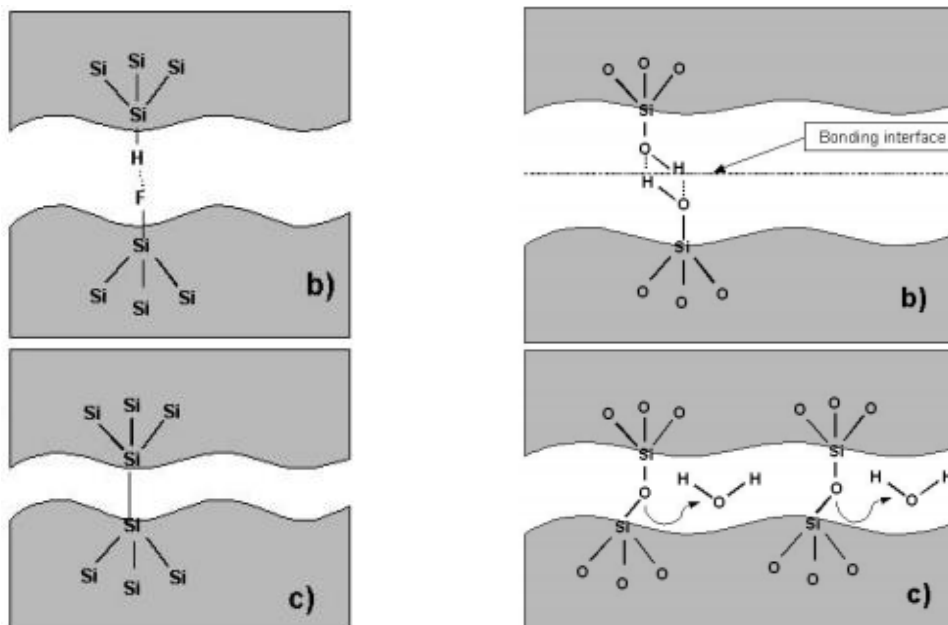 Si Si Si
Si
H
F
Si
Si Si Si
b)
O O O
Si
O H
Bonding interface
H O
Si
O O O
b)
Si Si Si
Si
Si
Si Si Si
c)
O O O O O O
Si Si
H H H H
O O O O
Si Si
O O O O O O
c)